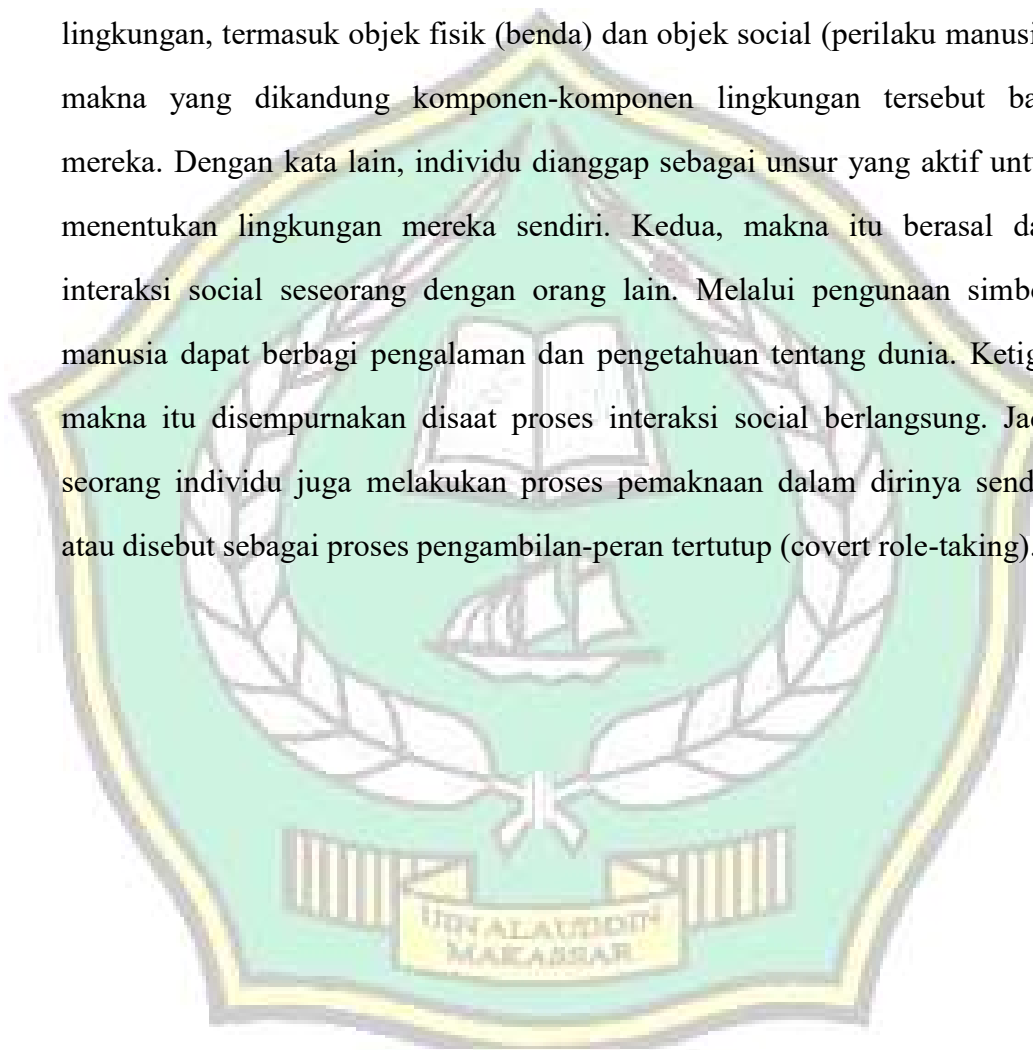 lingkungan, termasuk objek fisik (benda) dan objek social (perilaku manusi
makna yang dikandung komponen-komponen lingkungan tersebut ba
mereka. Dengan kata lain, individu dianggap sebagai unsur yang aktif unt
menentukan lingkungan mereka sendiri. Kedua, makna itu berasal da
interaksi social seseorang dengan orang lain. Melalui pengunaan simbo
manusia dapat berbagi pengalaman dan pengetahuan tentang dunia. Ketig
makna itu disempurnakan disaat proses interaksi social berlangsung. Jad
seorang individu juga melakukan proses pemaknaan dalam dirinya send
atau disebut sebagai proses pengambilan-peran tertutup (covert role-taking).
UIN ALAUDDIN
MAKASSAR